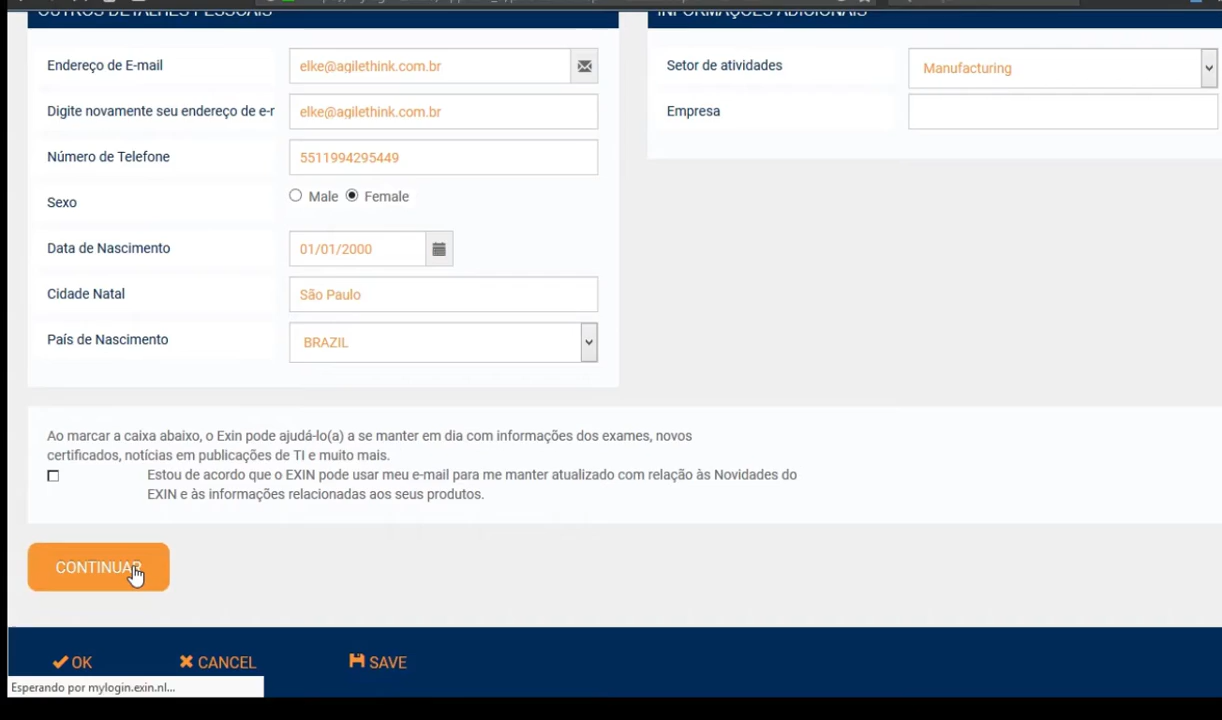 OUTROS DETALHES PESSOAIS
INFORMAÇÕES ADICIONAIS
Endereço de E-mail
elke@agilethink.com.br
Setor de atividades
Manufacturing
Digite novamente seu endereço de e-r
elke@agilethink.com.br
Empresa
Número de Telefone
5511994295449
Sexo
Male
Female
Data de Nascimento
01/01/2000
Cidade Natal
São Paulo
País de Nascimento
BRAZIL
Ao marcar a caixa abaixo, o Exin pode ajudá-lo(a) a se manter em dia com informações dos exames, novos
certificados, notícias em publicações de TI e muito mais.
Estou de acordo que o EXIN pode usar meu e-mail para me manter atualizado com relação às Novidades do
EXIN e às informações relacionadas aos seus produtos.
CONTINUAR
OK
CANCEL
SAVE
Esperando por mylogin.exin.nl...